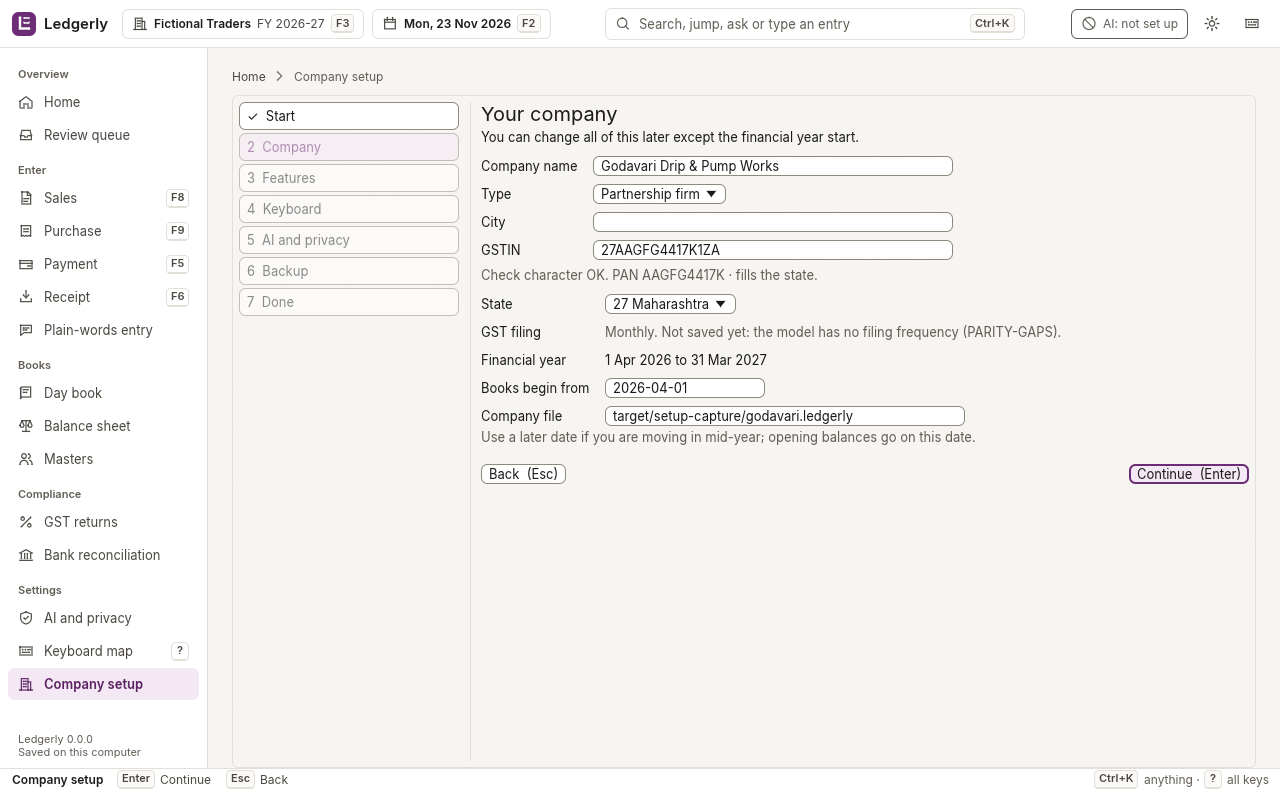 Ledgerly
Fictional Traders FY 2026-27 F3
Mon, 23 Nov 2026 F2
Search, jump, ask or type an entry Ctrl+K
AI: not set up
Overview
Home
Review queue
Enter
Sales F8
Purchase F9
Payment F5
Receipt F6
Plain-words entry
Books
Day book
Balance sheet
Masters
Compliance
GST returns
Bank reconciliation
Settings
AI and privacy
Keyboard map ?
Company setup
Ledgerly 0.0.0
Saved on this computer
Home > Company setup
Start
2 Company
3 Features
4 Keyboard
5 AI and privacy
6 Backup
7 Done
Your company
You can change all of this later except the financial year start.
Company name Godavari Drip & Pump Works
Type Partnership firm
City
GSTIN 27AAGFG4417K1ZA
Check character OK. PAN AAGFG4417K · fills the state.
State 27 Maharashtra
GST filing Monthly. Not saved yet: the model has no filing frequency (PARITY-GAPS).
Financial year 1 Apr 2026 to 31 Mar 2027
Books begin from 2026-04-01
Company file target/setup-capture/godavari.ledgerly
Use a later date if you are moving in mid-year; opening balances go on this date.
Back (Esc) Continue (Enter)
Company setup Enter Continue Esc Back Ctrl+K anything · ? all keys